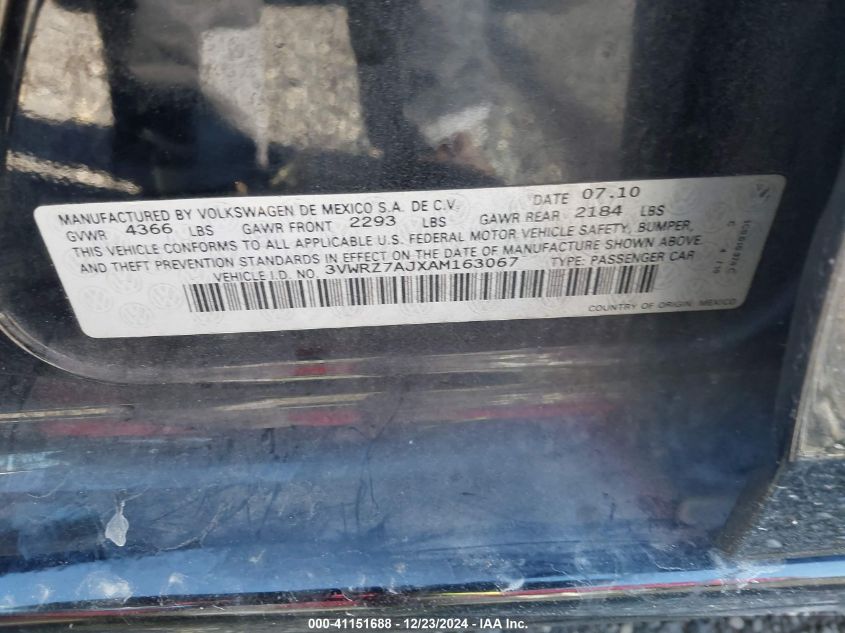 MANUFACTURED BY VOLKSWAGEN DE MEXICO S.A. DE C.V. DATE 07.10
GVWR 4366 LBS GAWR FRONT 2293 LBS GAWR REAR 2184 LBS
THIS VEHICLE CONFORMS TO ALL APPLICABLE U.S. FEDERAL MOTOR VEHICLE SAFETY, BUMPER,
AND THEFT PREVENTION STANDARDS IN EFFECT ON THE DATE OF MANUFACTURE SHOWN ABOVE
VEHICLE I.D. NO. 3VWRZ7AJXAM163067 TYPE: PASSENGER CAR
COUNTRY OF ORIGIN: MEXICO
000-41151688 - 12/23/2024 - IAA Inc.